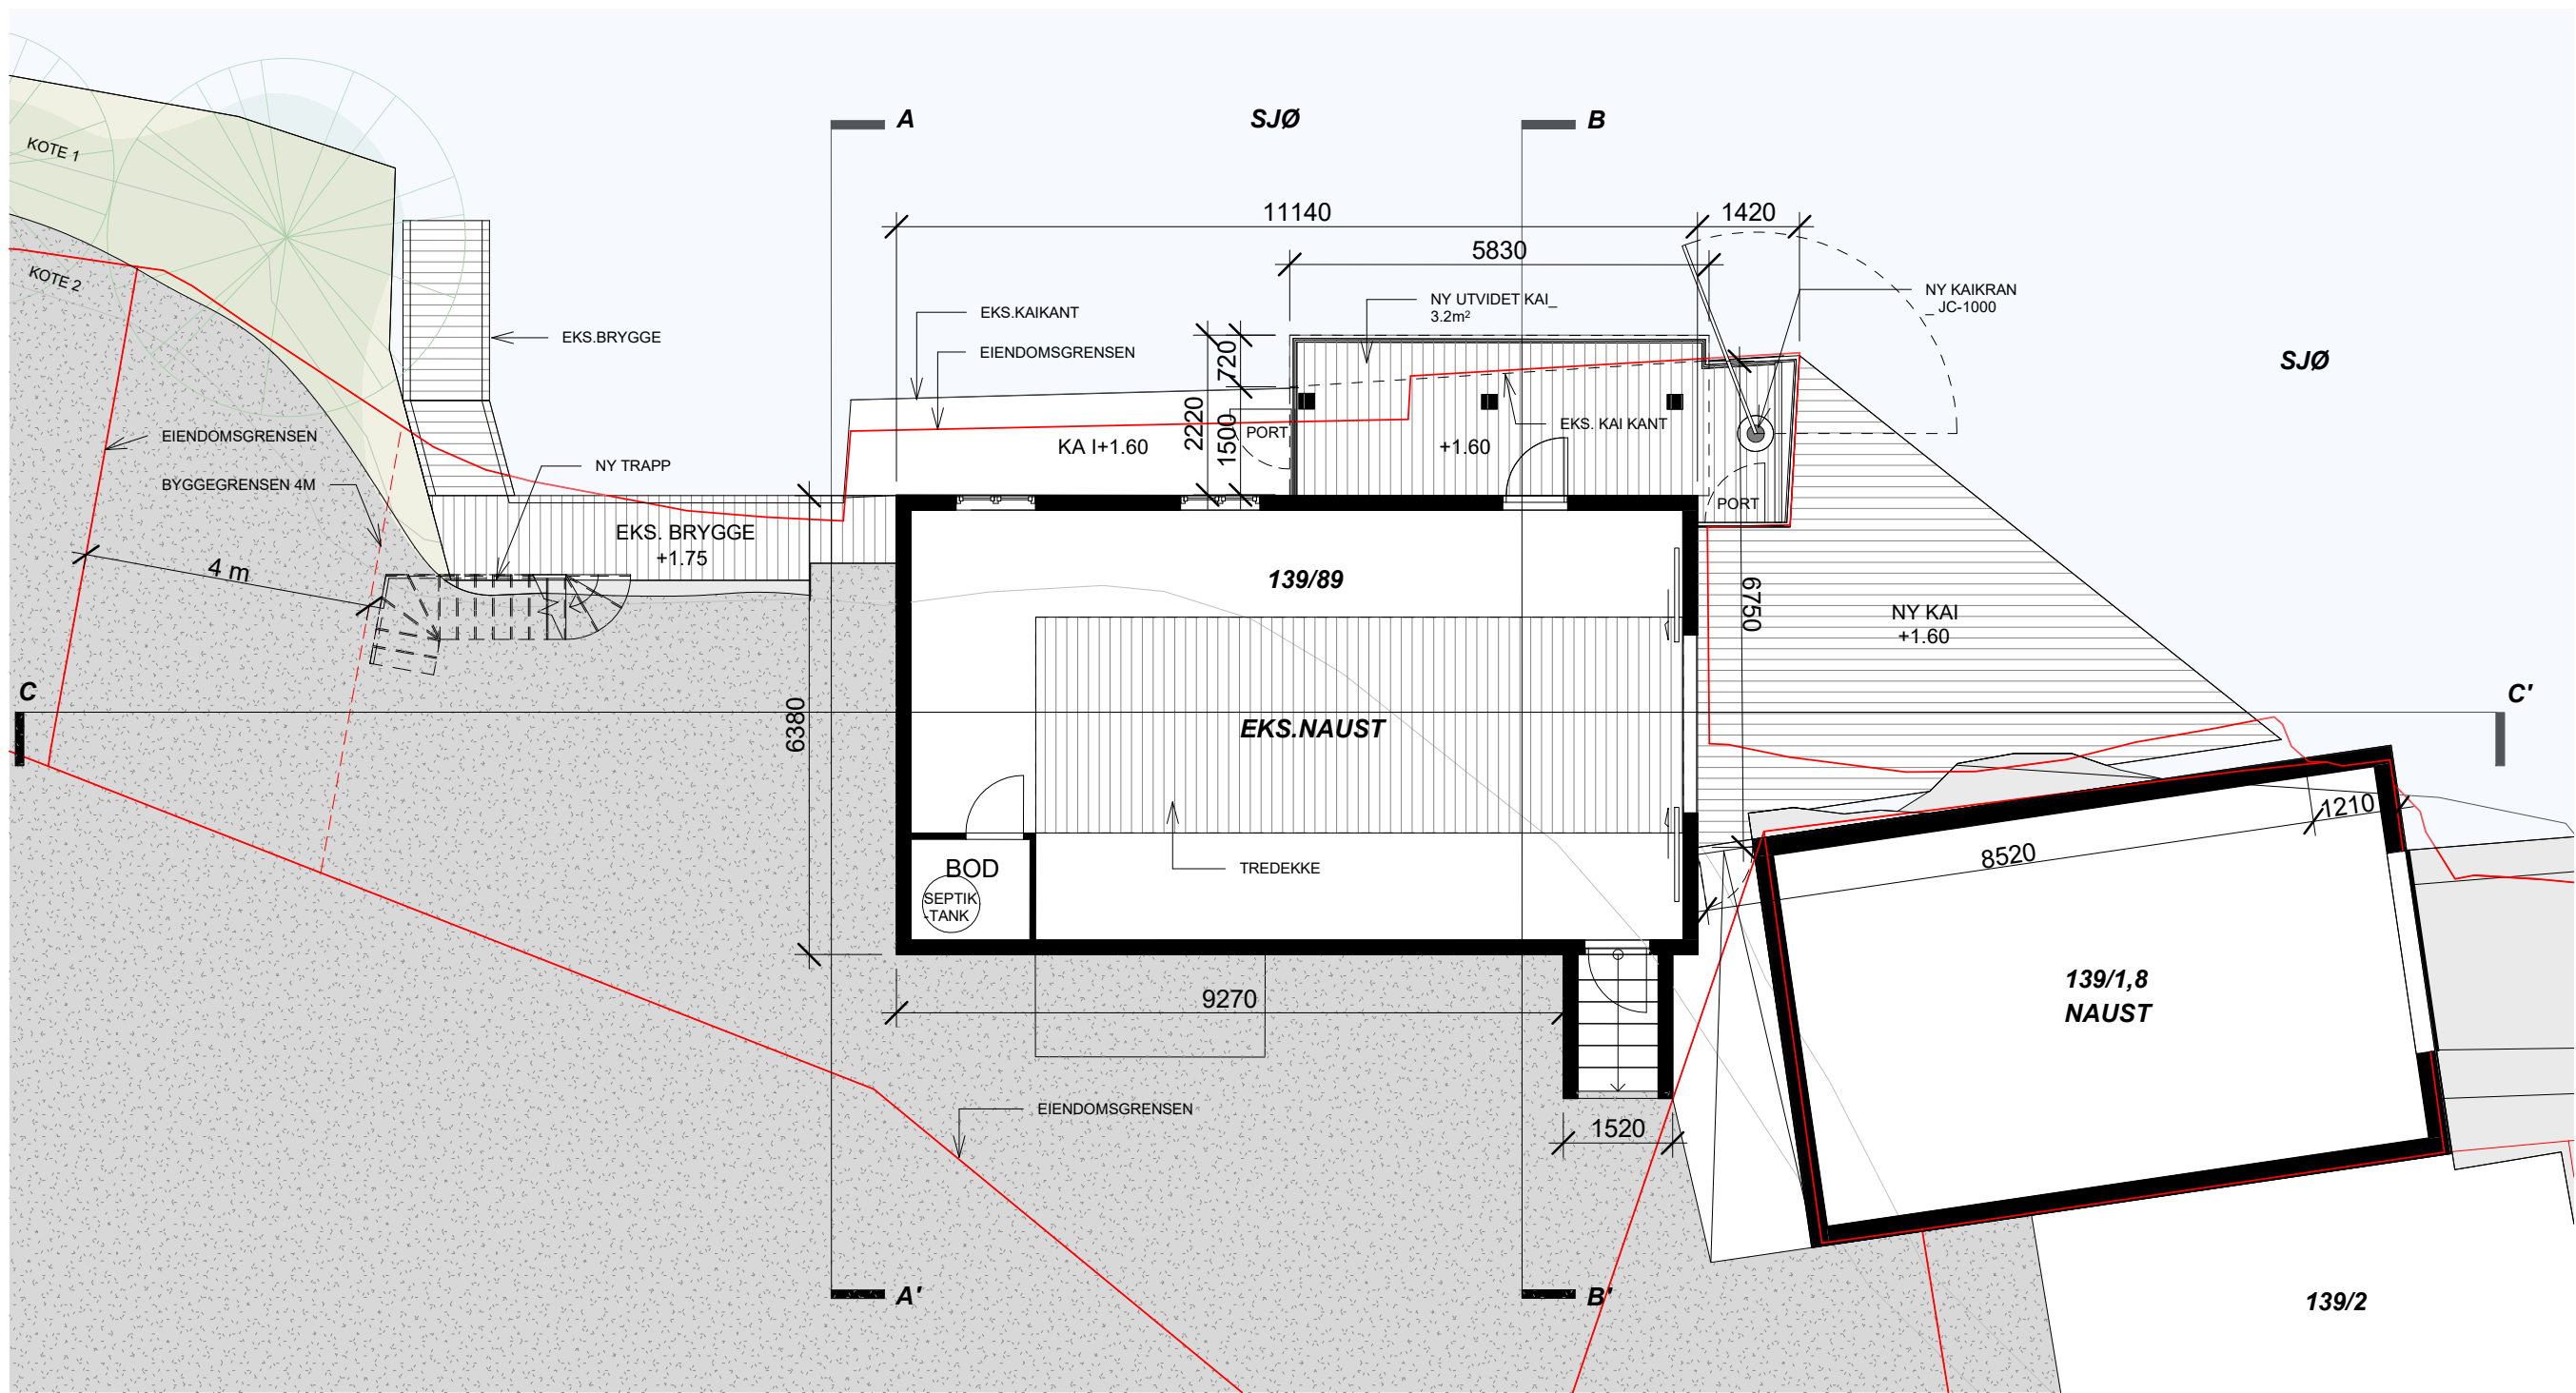 A
SJØ
B
KOTE 1
KOTE 2
11140
1420
5830
EKS.KAIKANT
EIENDOMSGRENSEN
EKS.BRYGGE
NY UTVIDET KAI_
3.2m²
NY KAIKRAN
_ JC-1000
SJØ
720
2220
1500
PORT
KA I+1.60
+1.60
EKS. KAI KANT
PORT
EIENDOMSGRENSEN
BYGGEGRENSEN 4M
NY TRAPP
EKS. BRYGGE
+1.75
4 m
139/89
6750
NY KAI
+1.60
C
C'
6380
EKS.NAUST
1210
8520
BOD
SEPTIK
-TANK
TREDEKKE
9270
139/1,8
NAUST
EIENDOMSGRENSEN
1520
A'
B'
139/2